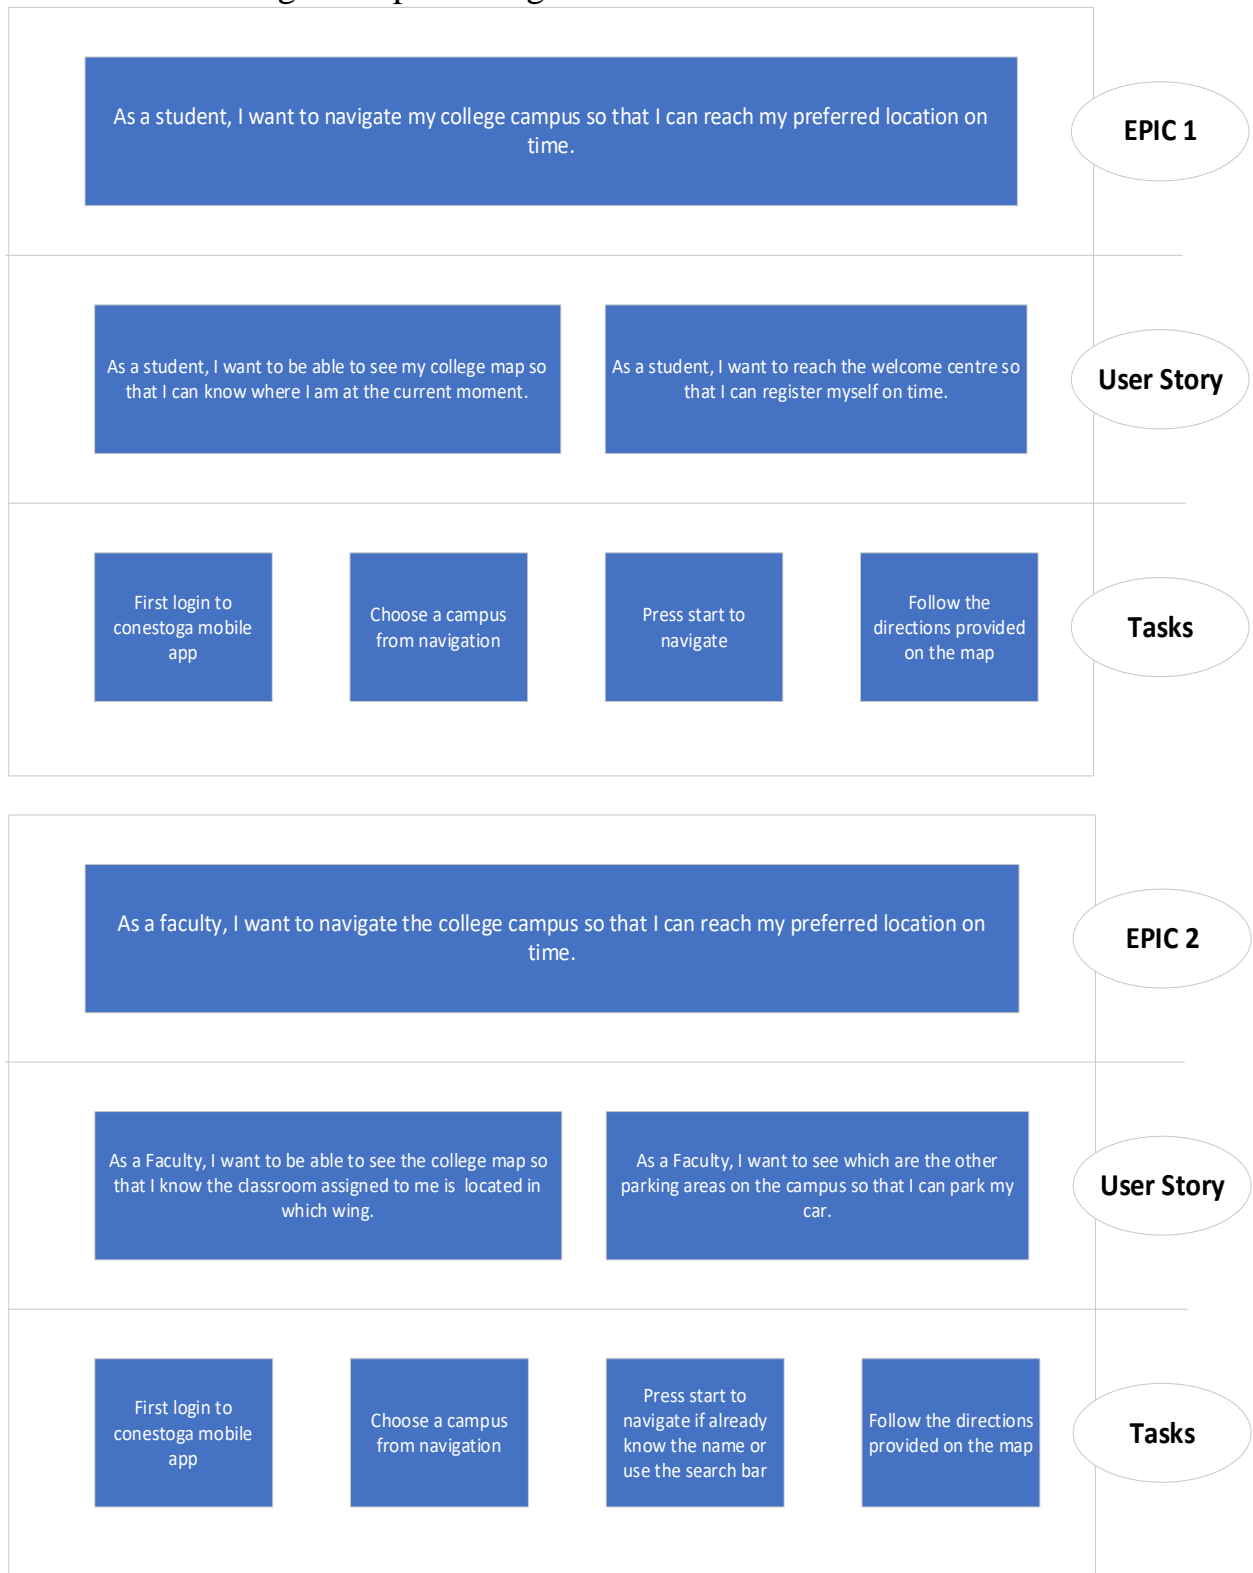 As a student, I want to navigate my college campus so that I can reach my preferred location on
time.
EPIC 1
As a student, I want to be able to see my college map so
that I can know where I am at the current moment.
As a student, I want to reach the welcome centre so
that I can register myself on time.
User Story
First login to
conestoga mobile
app
Choose a campus
from navigation
Press start to
navigate
Follow the
directions provided
on the map
Tasks
As a faculty, I want to navigate the college campus so that I can reach my preferred location on
time.
EPIC 2
As a Faculty, I want to be able to see the college map so
that I know the classroom assigned to me is located in
which wing.
As a Faculty, I want to see which are the other
parking areas on the campus so that I can park my
car.
User Story
First login to
conestoga mobile
app
Choose a campus
from navigation
Press start to
navigate if already
know the name or
use the search bar
Follow the directions
provided on the map
Tasks